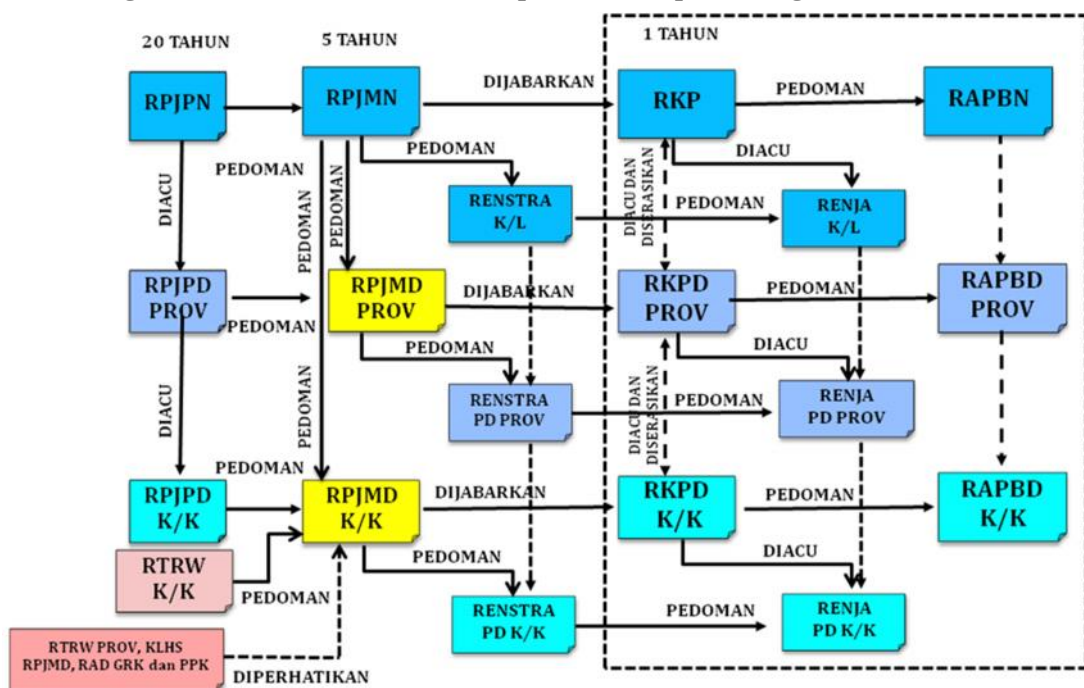 20 TAHUN
5 TAHUN
1 TAHUN
RPJPN
RPJMN
DIJABARKAN
RKP
PEDOMAN
RAPBN
PEDOMAN
PEDOMAN
DIACU
DIACU
PEDOMAN
PEDOMAN
RENSTRA
K/L
PEDOMAN
DIACU DAN
DISERASIKAN
RENJA
K/L
RPJPD
PROV
PEDOMAN
RPJMD
PROV
DIJABARKAN
RKPD
PROV
PEDOMAN
RAPBD
PROV
PEDOMAN
DIACU
DIACU
PEDOMAN
RENSTRA
PD PROV
PEDOMAN
DIACU DAN
DISERASIKAN
RENJA
PD PROV
PEDOMAN
RPJPD
K/K
RPJMD
K/K
DIJABARKAN
RKPD
K/K
PEDOMAN
RAPBD
K/K
RTRW
K/K
PEDOMAN
PEDOMAN
DIACU
RENSTRA
PD K/K
PEDOMAN
RENJA
PD K/K
RTRW PROV, KLHS
RPJMD, RAD GRK dan PPK
DIPERHATIKAN